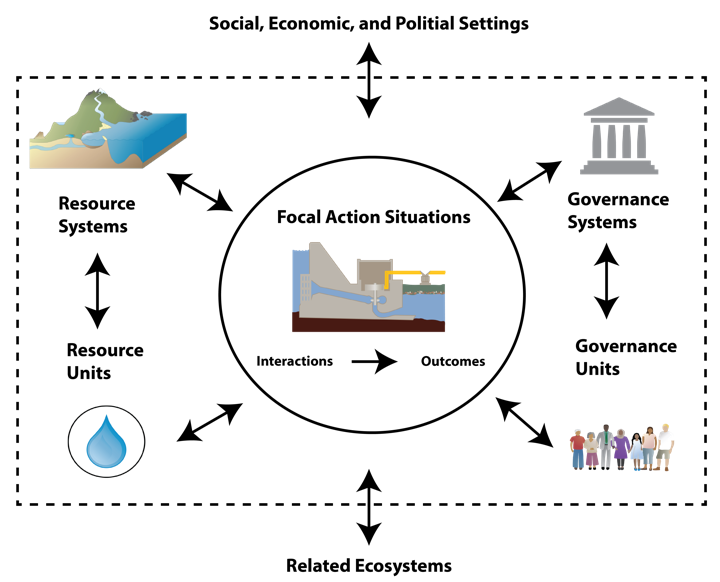 Social, Economic, and Politial Settings
Resource
Systems
Governance
Systems
Focal Action Situations
Resource
Units
Governance
Units
Interactions
Outcomes
Related Ecosystems